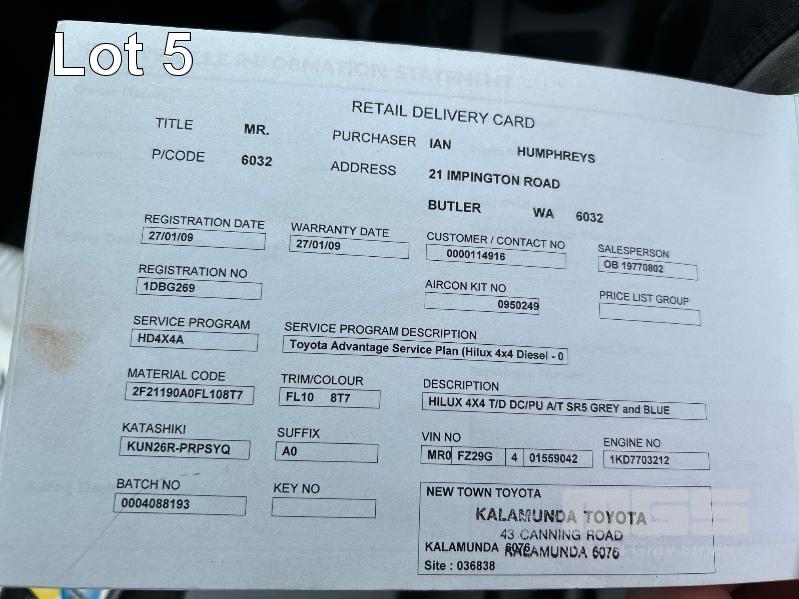 Lot 5
RETAIL DELIVERY CARD
TITLE MR. PURCHASER IAN HUMPHREYS
P/CODE 6032 ADDRESS 21 IMPINGTON ROAD
BUTLER WA 6032
REGISTRATION DATE WARRANTY DATE CUSTOMER / CONTACT NO SALESPERSON
27/01/09 27/01/09 0000114916 OB 19770802
REGISTRATION NO AIRCON KIT NO PRICE LIST GROUP
1DBG269 0950249
SERVICE PROGRAM SERVICE PROGRAM DESCRIPTION
HD4X4A Toyota Advantage Service Plan (Hilux 4x4 Diesel - 0
MATERIAL CODE TRIM/COLOUR DESCRIPTION
2F21190A0FL108T7 FL10 8T7 HILUX 4X4 T/D DC/PU A/T SR5 GREY and BLUE
KATASHIKI SUFFIX VIN NO ENGINE NO
KUN26R-PRPSYQ A0 MR0 FZ29G 4 01559042 1KD7703212
BATCH NO KEY NO
0004088193
NEW TOWN TOYOTA
KALAMUNDA TOYOTA
43 CANNING ROAD
KALAMUNDA 6076
KALAMUNDA 6076
Site : 036838